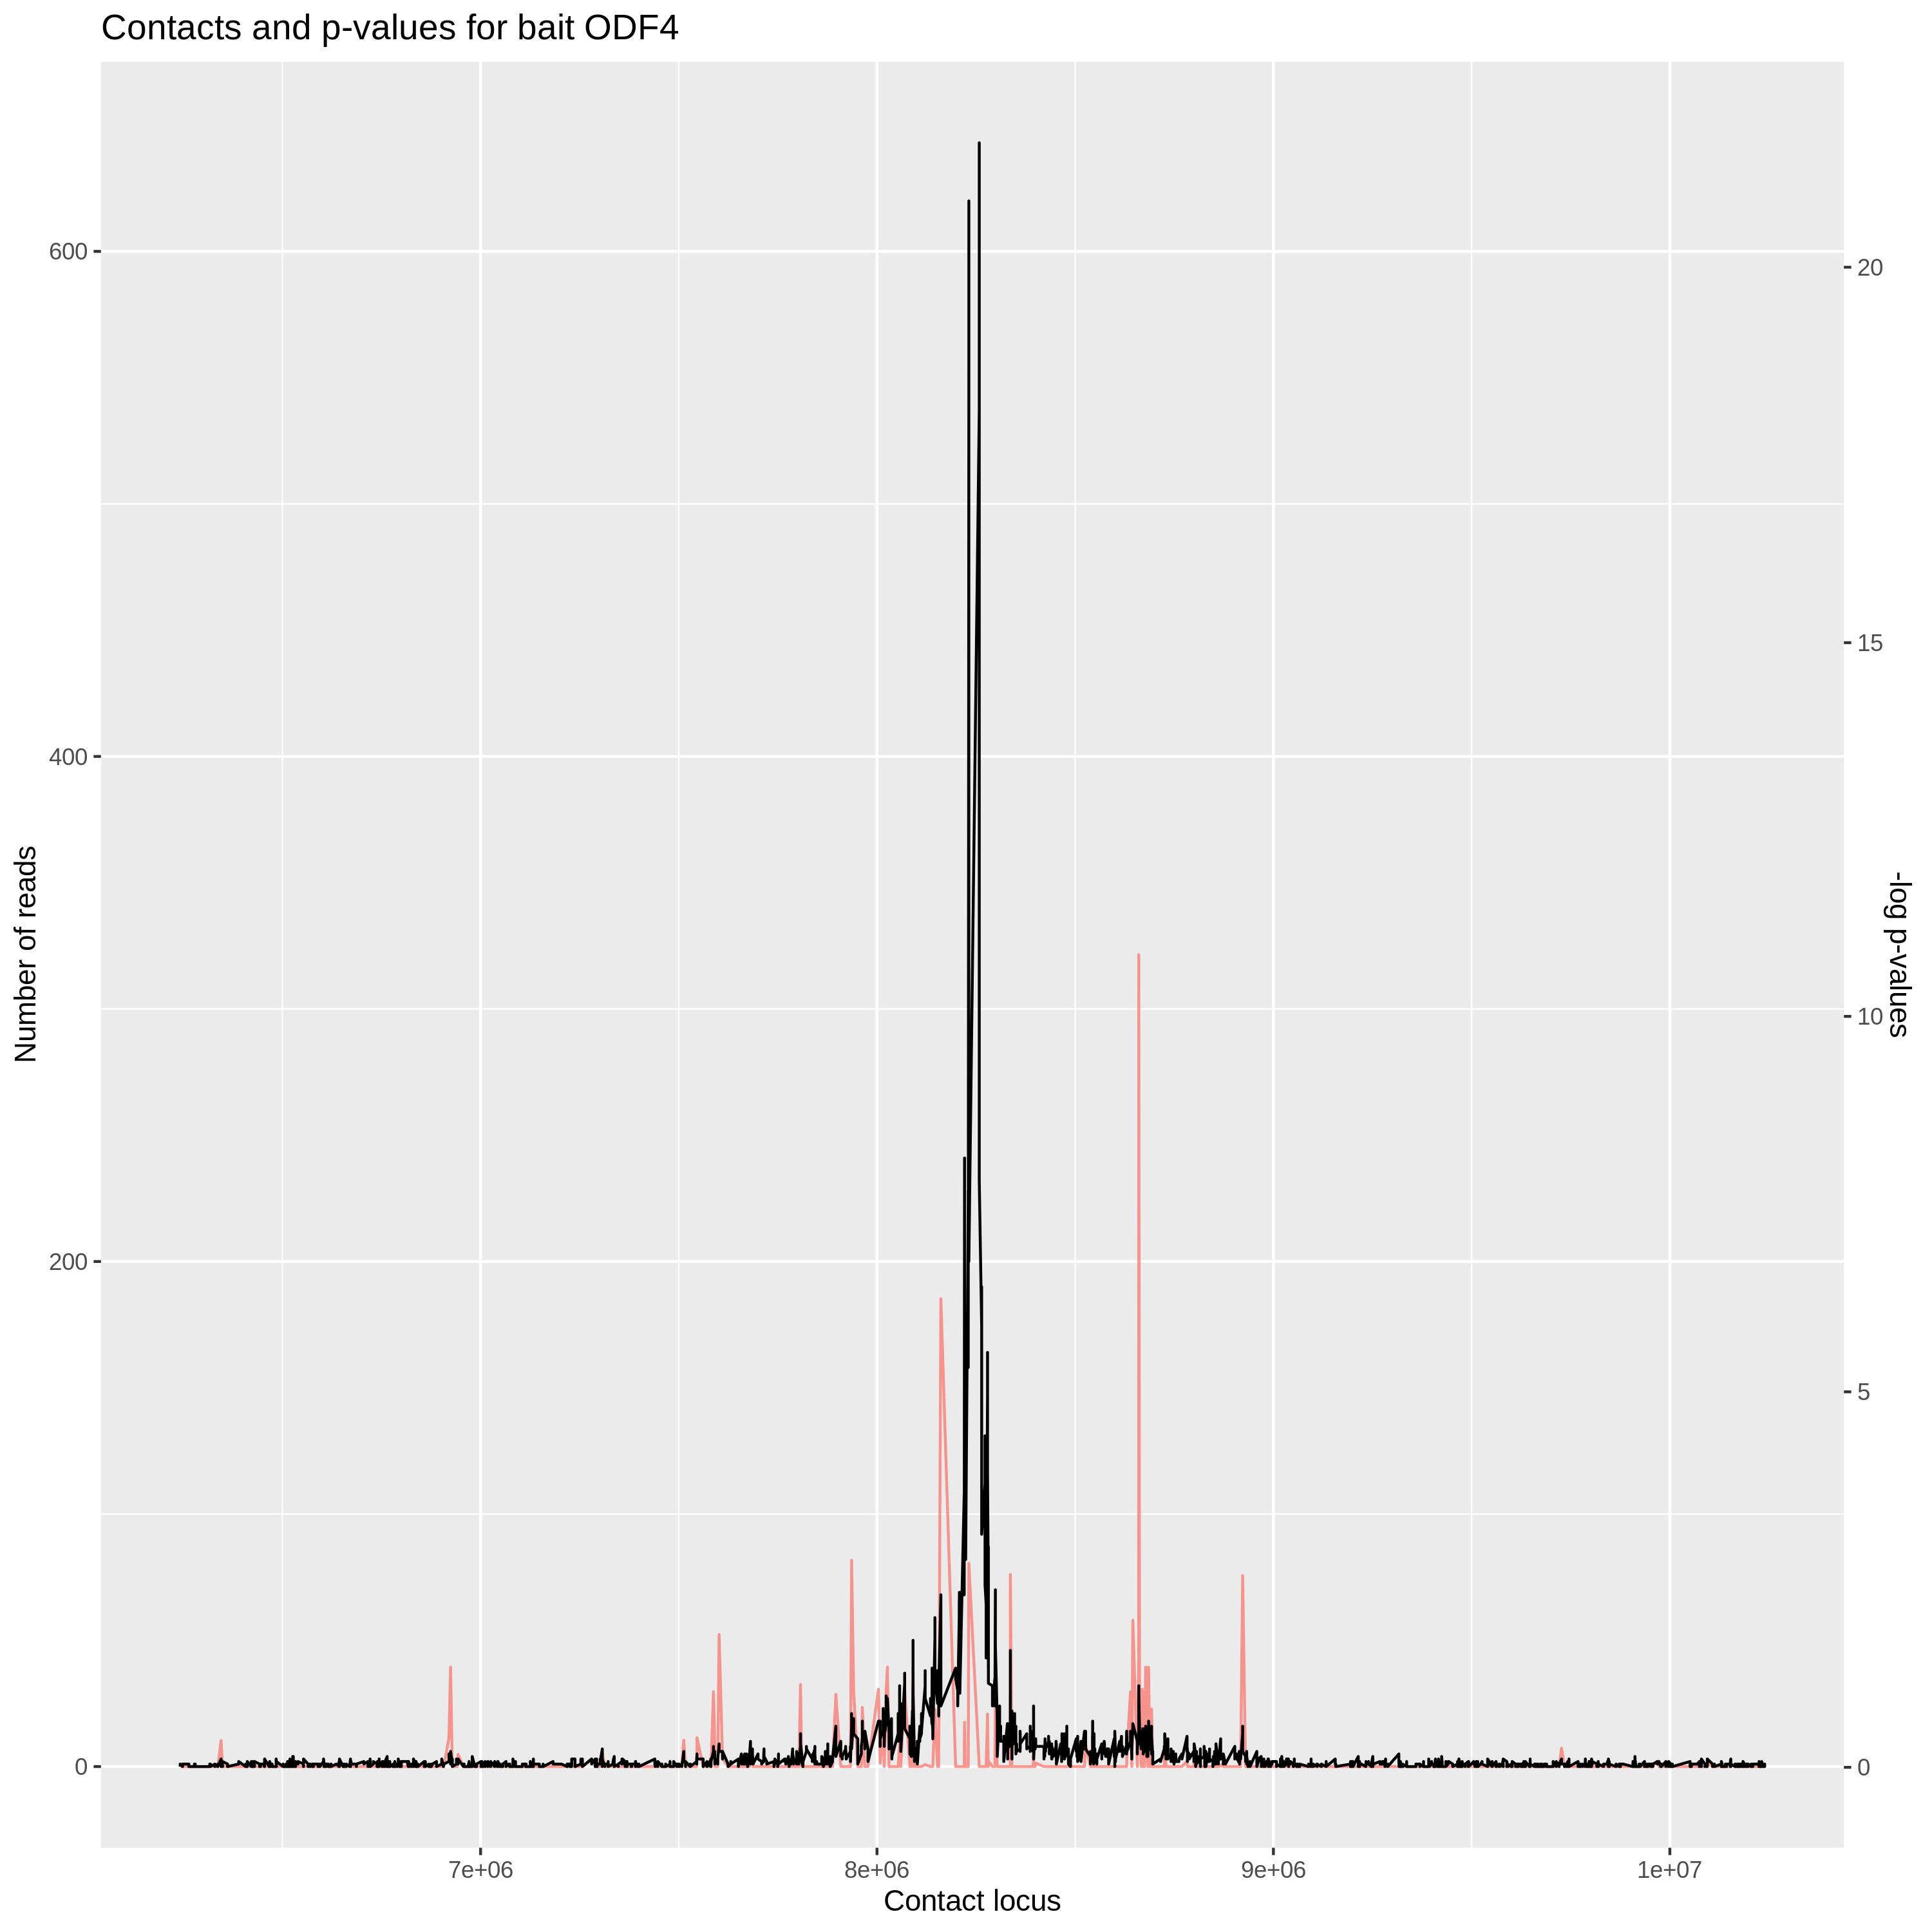 Contacts and p-values for bait ODF4
Number of reads
600
400
200
0
20
15
10
5
0
-log p-values
7e+06
8e+06
9e+06
1e+07
Contact locus